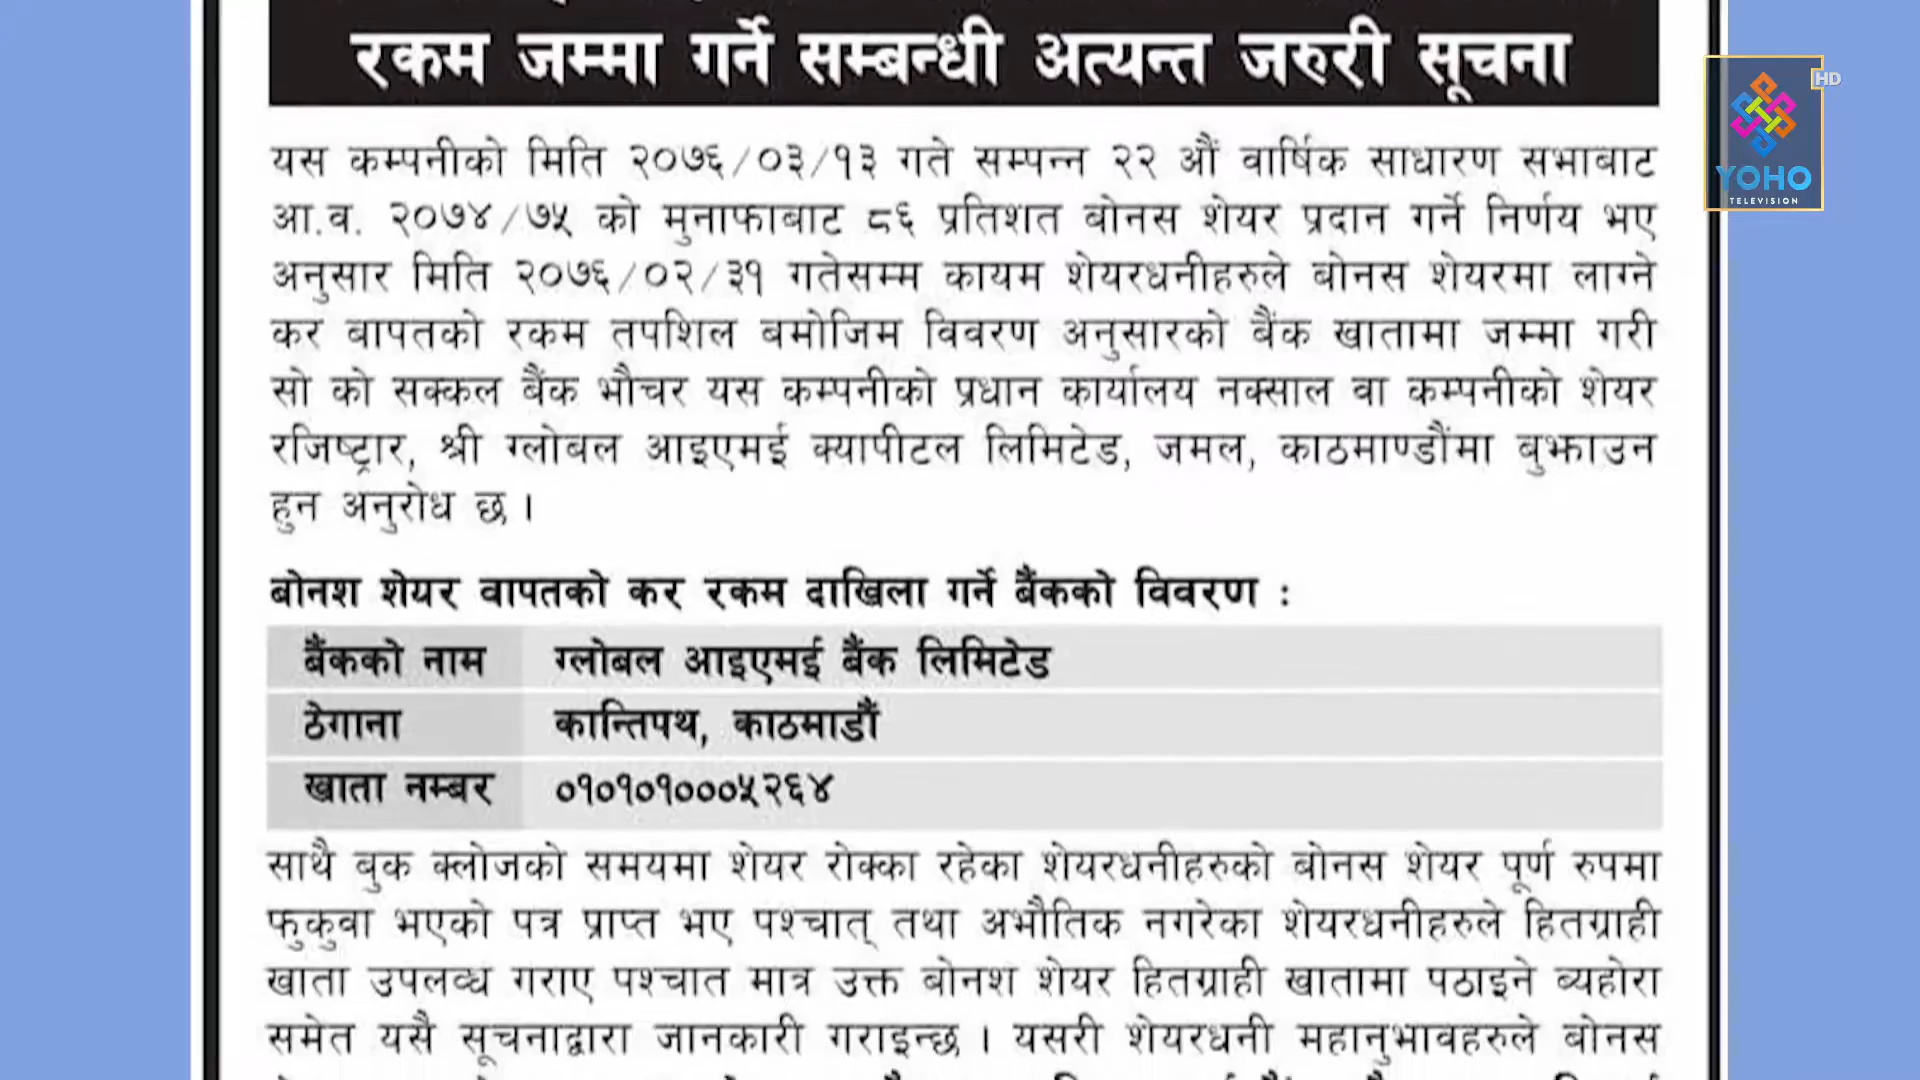 रकम जम्मा गर्ने सम्बन्धी अत्यन्त जरुरी सूचना
HD
YOHO
TELEVISION
यस कम्पनीको मिति २०७६/०३/१३ गते सम्पन्न २२ औं वार्षिक साधारण सभाबाट
आ.व. २०७४/७५ को मुनाफाबाट ८६ प्रतिशत बोनस शेयर प्रदान गर्ने निर्णय भए
अनुसार मिति २०७६/०२/३१ गतेसम्म कायम शेयरधनीहरुले बोनस शेयरमा लाग्ने
कर बापतको रकम तपशिल बमोजिम विवरण अनुसारको बैंक खातामा जम्मा गरी
सो को सक्कल बैंक भौचर यस कम्पनीको प्रधान कार्यालय नक्साल वा कम्पनीको शेयर
रजिष्ट्रार, श्री ग्लोबल आइएमई क्यापीटल लिमिटेड, जमल, काठमाण्डौंमा बुझाउन
हुन अनुरोध छ ।
बोनश शेयर वापतको कर रकम दाखिला गर्ने बैंकको विवरण :
बैंकको नाम ग्लोबल आइएमई बैंक लिमिटेड
ठेगाना कान्तिपथ, काठमाडौं
खाता नम्बर ०१०१०१०००५२६४
साथै बुक क्लोजको समयमा शेयर रोक्का रहेका शेयरधनीहरुको बोनस शेयर पूर्ण रुपमा
फुकुवा भएको पत्र प्राप्त भए पश्चात् तथा अभौतिक नगरेका शेयरधनीहरुले हितग्राही
खाता उपलव्ध गराए पश्चात मात्र उक्त बोनश शेयर हितग्राही खातामा पठाइने व्यहोरा
समेत यसै सूचनाद्वारा जानकारी गराइन्छ । यसरी शेयरधनी महानुभावहरुले बोनस